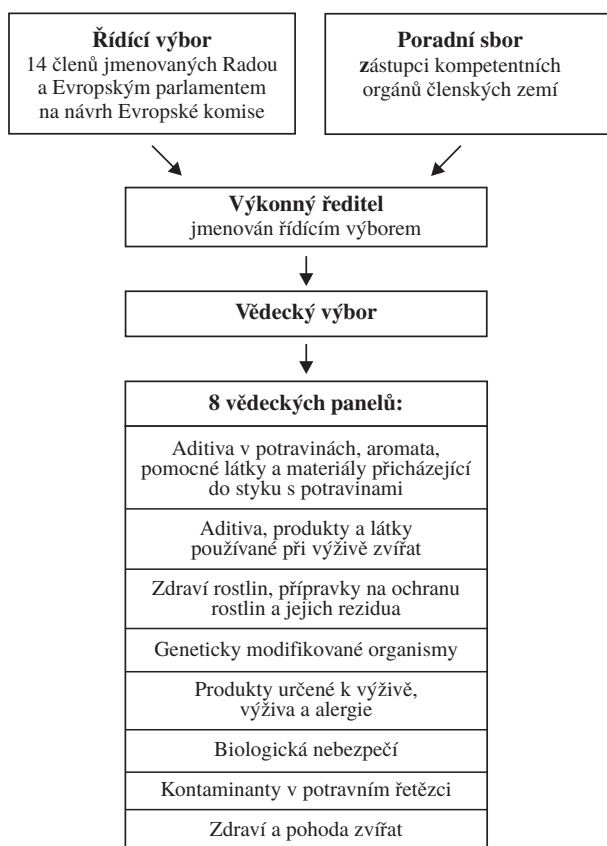 Řídící výbor
14 členů jmenovaných Radou
a Evropským parlamentem
na návrh Evropské komise
Poradní sbor
zástupci kompetentních
orgánů členských zemí
Výkonný ředitel
jmenován řídícím výborem
Vědecký výbor
8 vědeckých panelů:
Aditiva v potravinách, aromata,
pomocné látky a materiály přicházející
do styku s potravinami
Aditiva, produkty a látky
používané při výživě zvířat
Zdraví rostlin, přípravky na ochranu
rostlin a jejich rezidua
Geneticky modifikované organismy
Produkty určené k výživě,
výživa a alergie
Biologická nebezpečí
Kontaminanty v potravním řetězci
Zdraví a pohoda zvířat